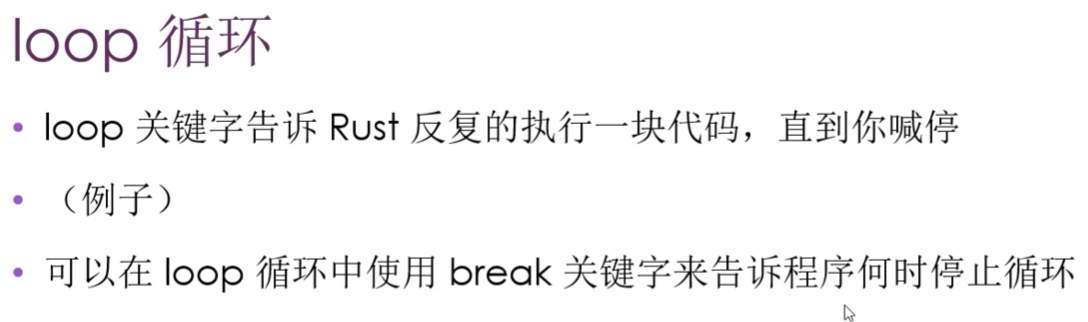 loop 循环
• loop 关键字告诉 Rust 反复的执行一块代码，直到你喊停
• （例子）
• 可以在 loop 循环中使用 break 关键字来告诉程序何时停止循环